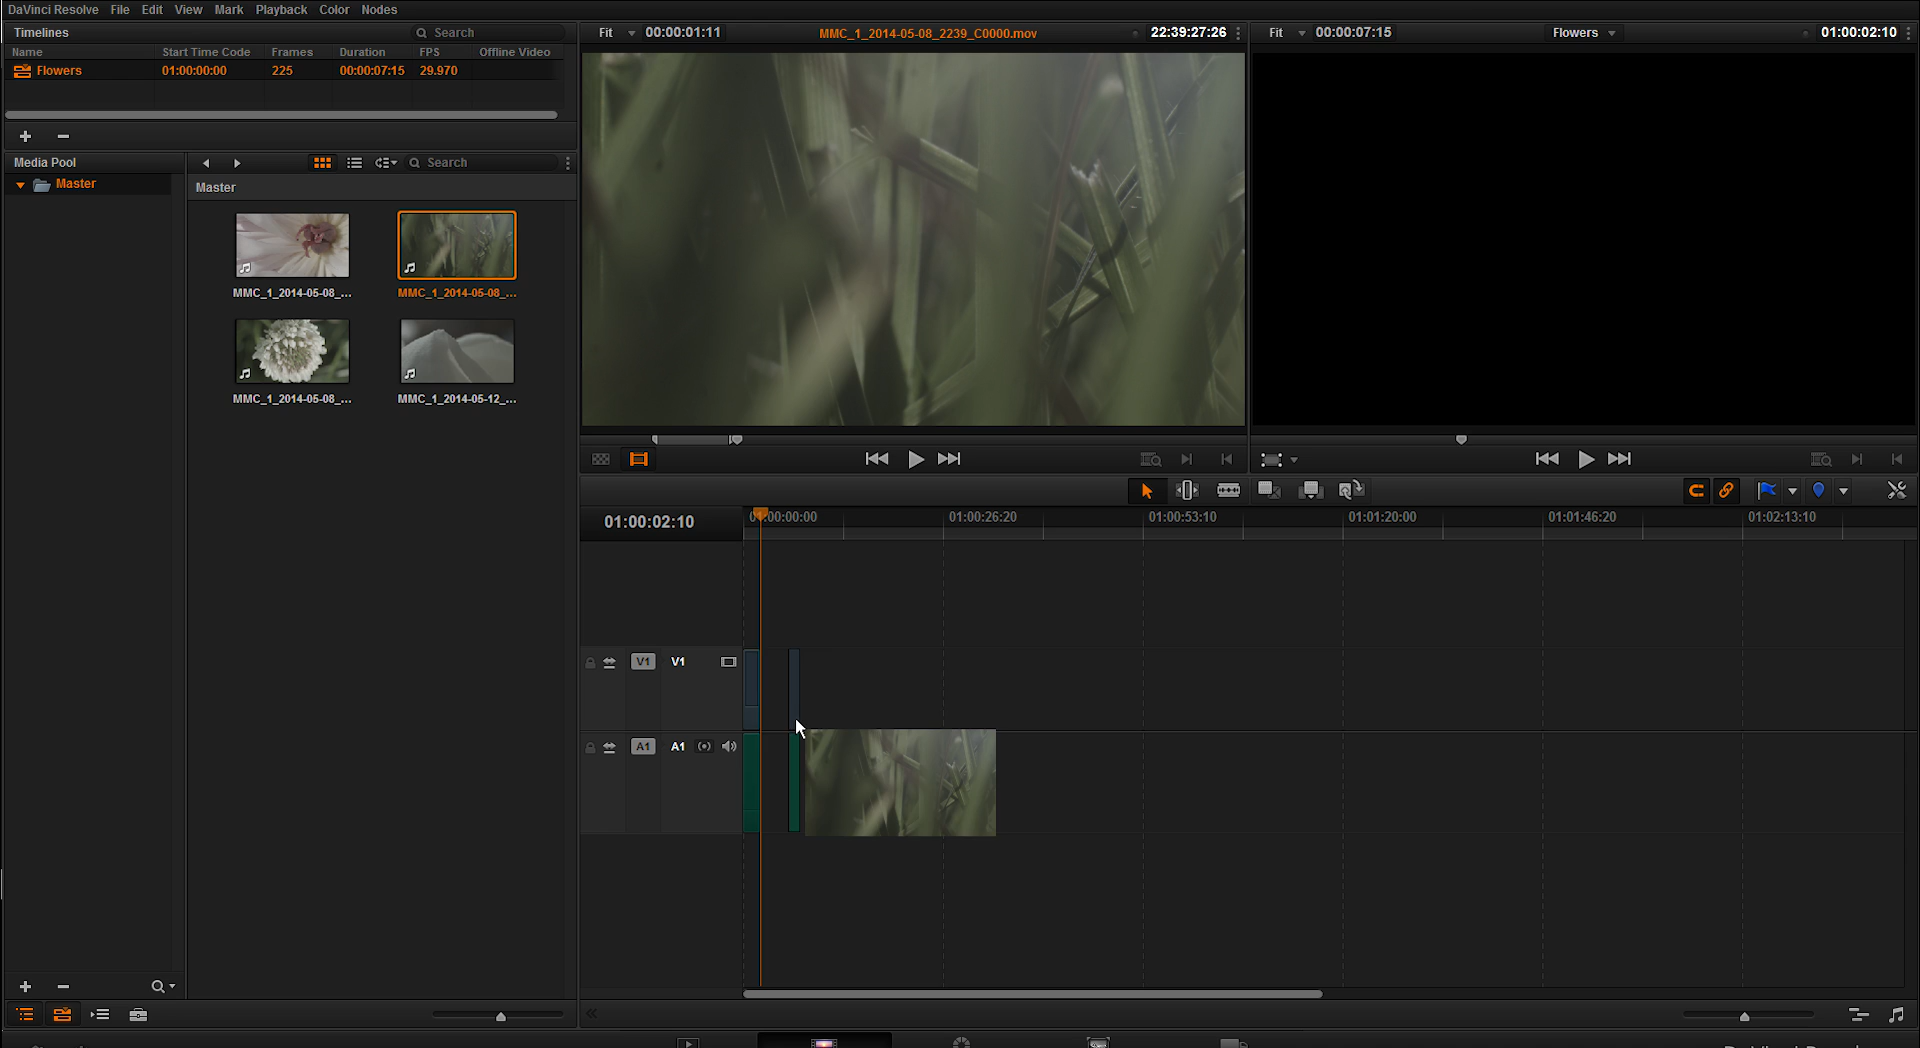 DaVinci Resolve File Edit View Mark Playback Color Nodes
Timelines Search
Name Start Time Code Frames Duration FPS Offline Video
Flowers 01:00:00:00 225 00:00:07:15 29.970
Media Pool Search
Master
Master
MMC_1_2014-05-08_... MMC_1_2014-05-08_...
MMC_1_2014-05-08_... MMC_1_2014-05-12_...
Fit 00:00:01:11 MMC_1_2014-05-08_2239_C0000.mov 22:39:27:26
Fit 00:00:07:15 Flowers 01:00:02:10
01:00:02:10 01:00:00:00 01:00:26:20 01:00:53:10 01:01:20:00 01:01:46:20 01:02:13:10
V1 V1
A1 A1